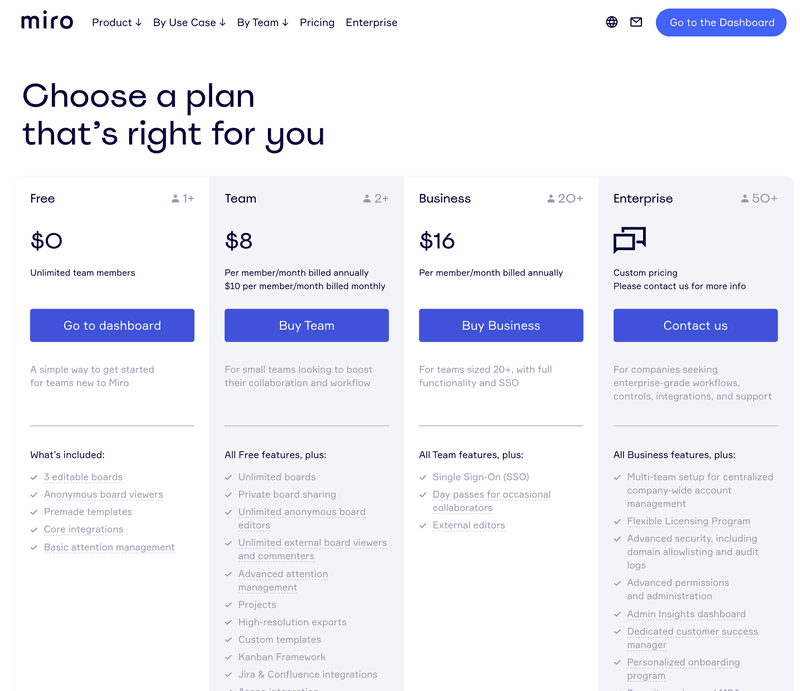 miro
Product ↓ By Use Case ↓ By Team ↓ Pricing Enterprise
Go to the Dashboard
Choose a plan
that's right for you
Free 1+
$0
Unlimited team members
Go to dashboard
A simple way to get started
for teams new to Miro
What's included:
3 editable boards
Anonymous board viewers
Premade templates
Core integrations
Basic attention management
Team 2+
$8
Per member/month billed annually
$10 per member/month billed monthly
Buy Team
For small teams looking to boost
their collaboration and workflow
All Free features, plus:
Unlimited boards
Private board sharing
Unlimited anonymous board
editors
Unlimited external board viewers
and commenters
Advanced attention
management
Projects
High-resolution exports
Custom templates
Kanban Framework
Jira & Confluence integrations
Business 20+
$16
Per member/month billed annually
Buy Business
For teams sized 20+, with full
functionality and SSO
All Team features, plus:
Single Sign-On (SSO)
Day passes for occasional
collaborators
External editors
Enterprise 50+
Custom pricing
Please contact us for more info
Contact us
For companies seeking
enterprise-grade workflows,
controls, integrations, and support
All Business features, plus:
Multi-team setup for centralized
company-wide account
management
Flexible Licensing Program
Advanced security, including
domain allowlisting and audit
logs
Advanced permissions
and administration
Admin Insights dashboard
Dedicated customer success
manager
Personalized onboarding
program